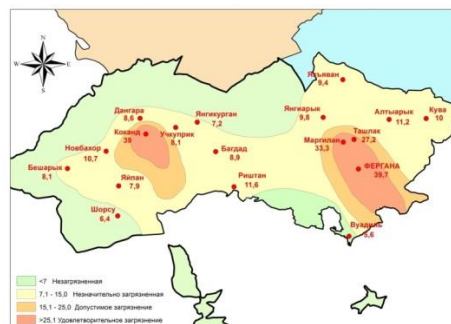 N
W
E
S
Язъяван
9,4
Дангара
8,6
Янгикурган
7,2
Янгиарык
9,8
Алтыарык
11,2
Кува
10
Коканд
39
Учкуприк
8,1
Ташлак
27,2
Маргилан
33,3
Новбахор
10,7
Багдад
8,9
Бешарык
8,1
ФЕРГАНА
39,7
Яйпан
7,9
Риштан
11,6
Шорсу
6,4
Вуадиль
5,6
<7 Незагрязненная
7,1 - 15,0 Незначительно загрязненная
15,1 - 25,0 Допустимое загрязнение
>25,1 Удовлетворительное загрязнение